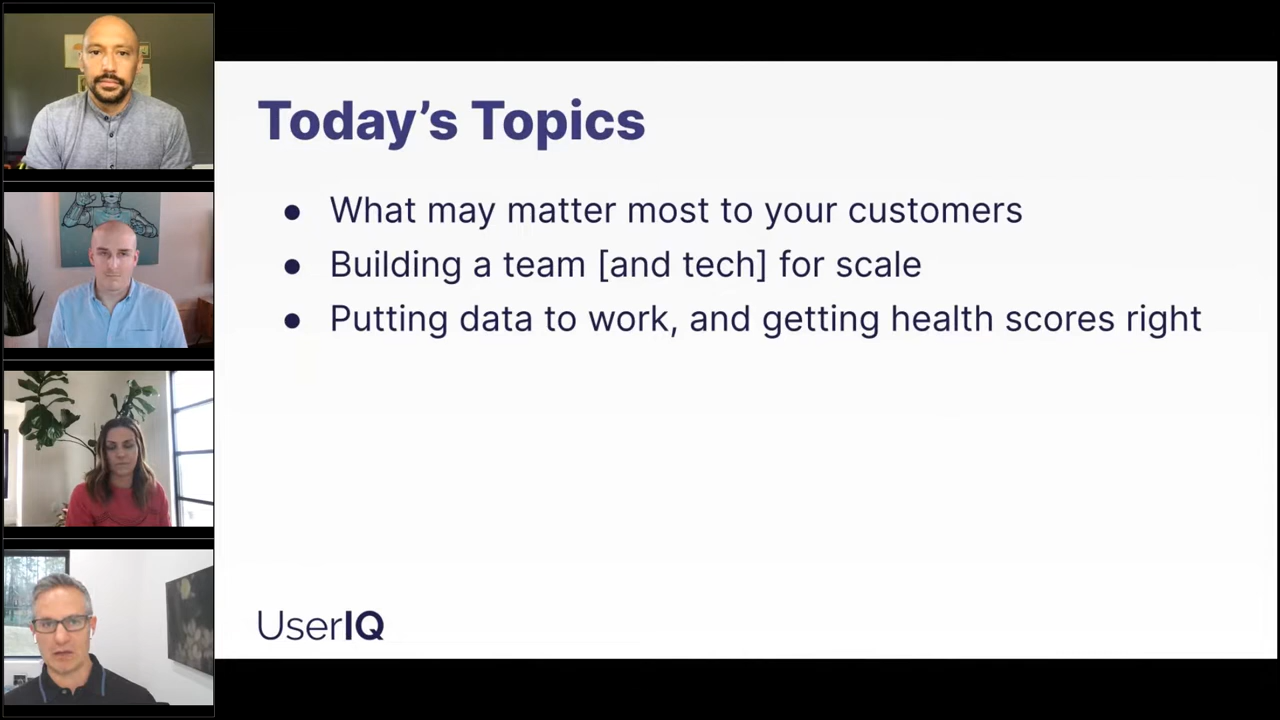 Today’s Topics
● What may matter most to your customers
● Building a team [and tech] for scale
● Putting data to work, and getting health scores right
UserIQ